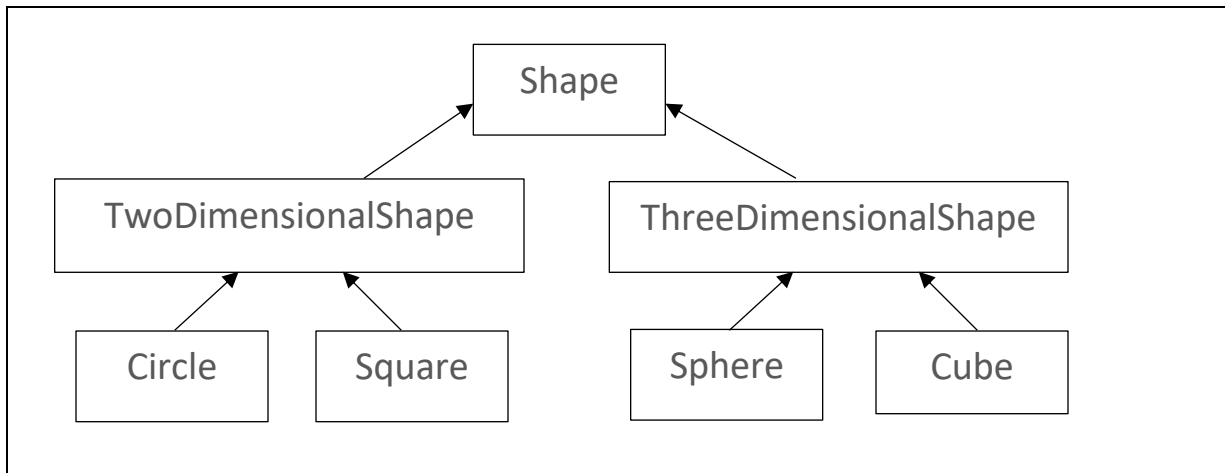 Shape
TwoDimensionalShape
ThreeDimensionalShape
Circle
Square
Sphere
Cube